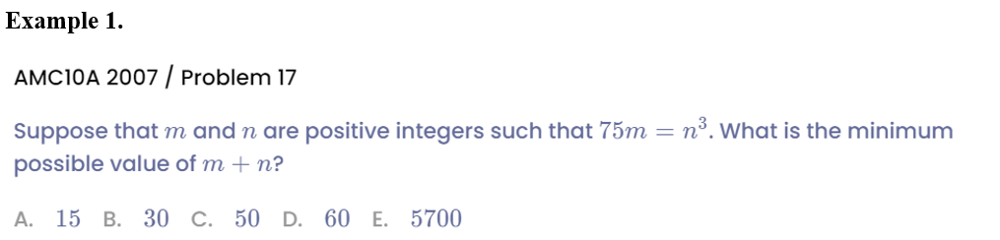 Example 1.
AMC10A 2007 / Problem 17
Suppose that m and n are positive integers such that 75m = n³. What is the minimum
possible value of m + n?
A. 15 B. 30 C. 50 D. 60 E. 5700